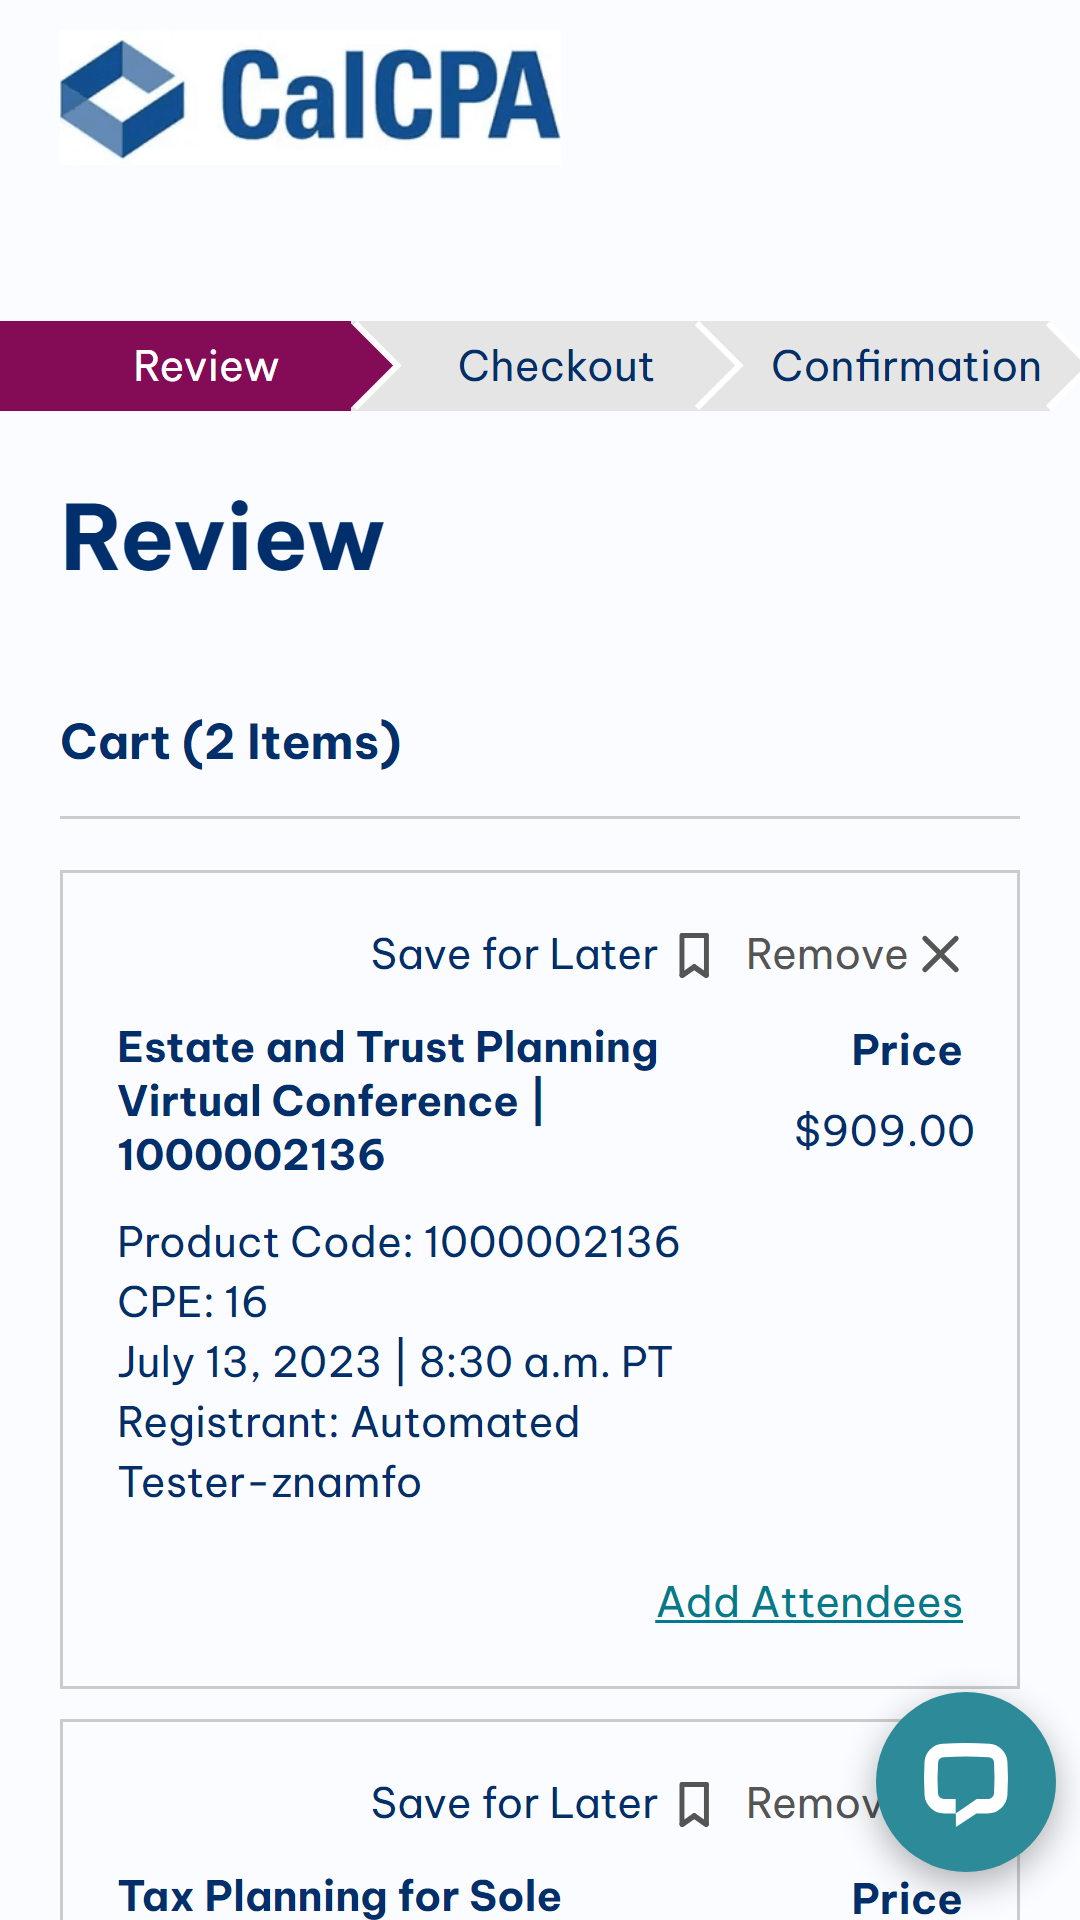 CalCPA
Review Checkout Confirmation
Review
Cart (2 Items)
Save for Later Remove
Estate and Trust Planning
Virtual Conference |
1000002136
Price
$909.00
Product Code: 1000002136
CPE: 16
July 13, 2023 | 8:30 a.m. PT
Registrant: Automated
Tester-znamfo
Add Attendees
Save for Later Remov
Tax Planning for Sole
Price